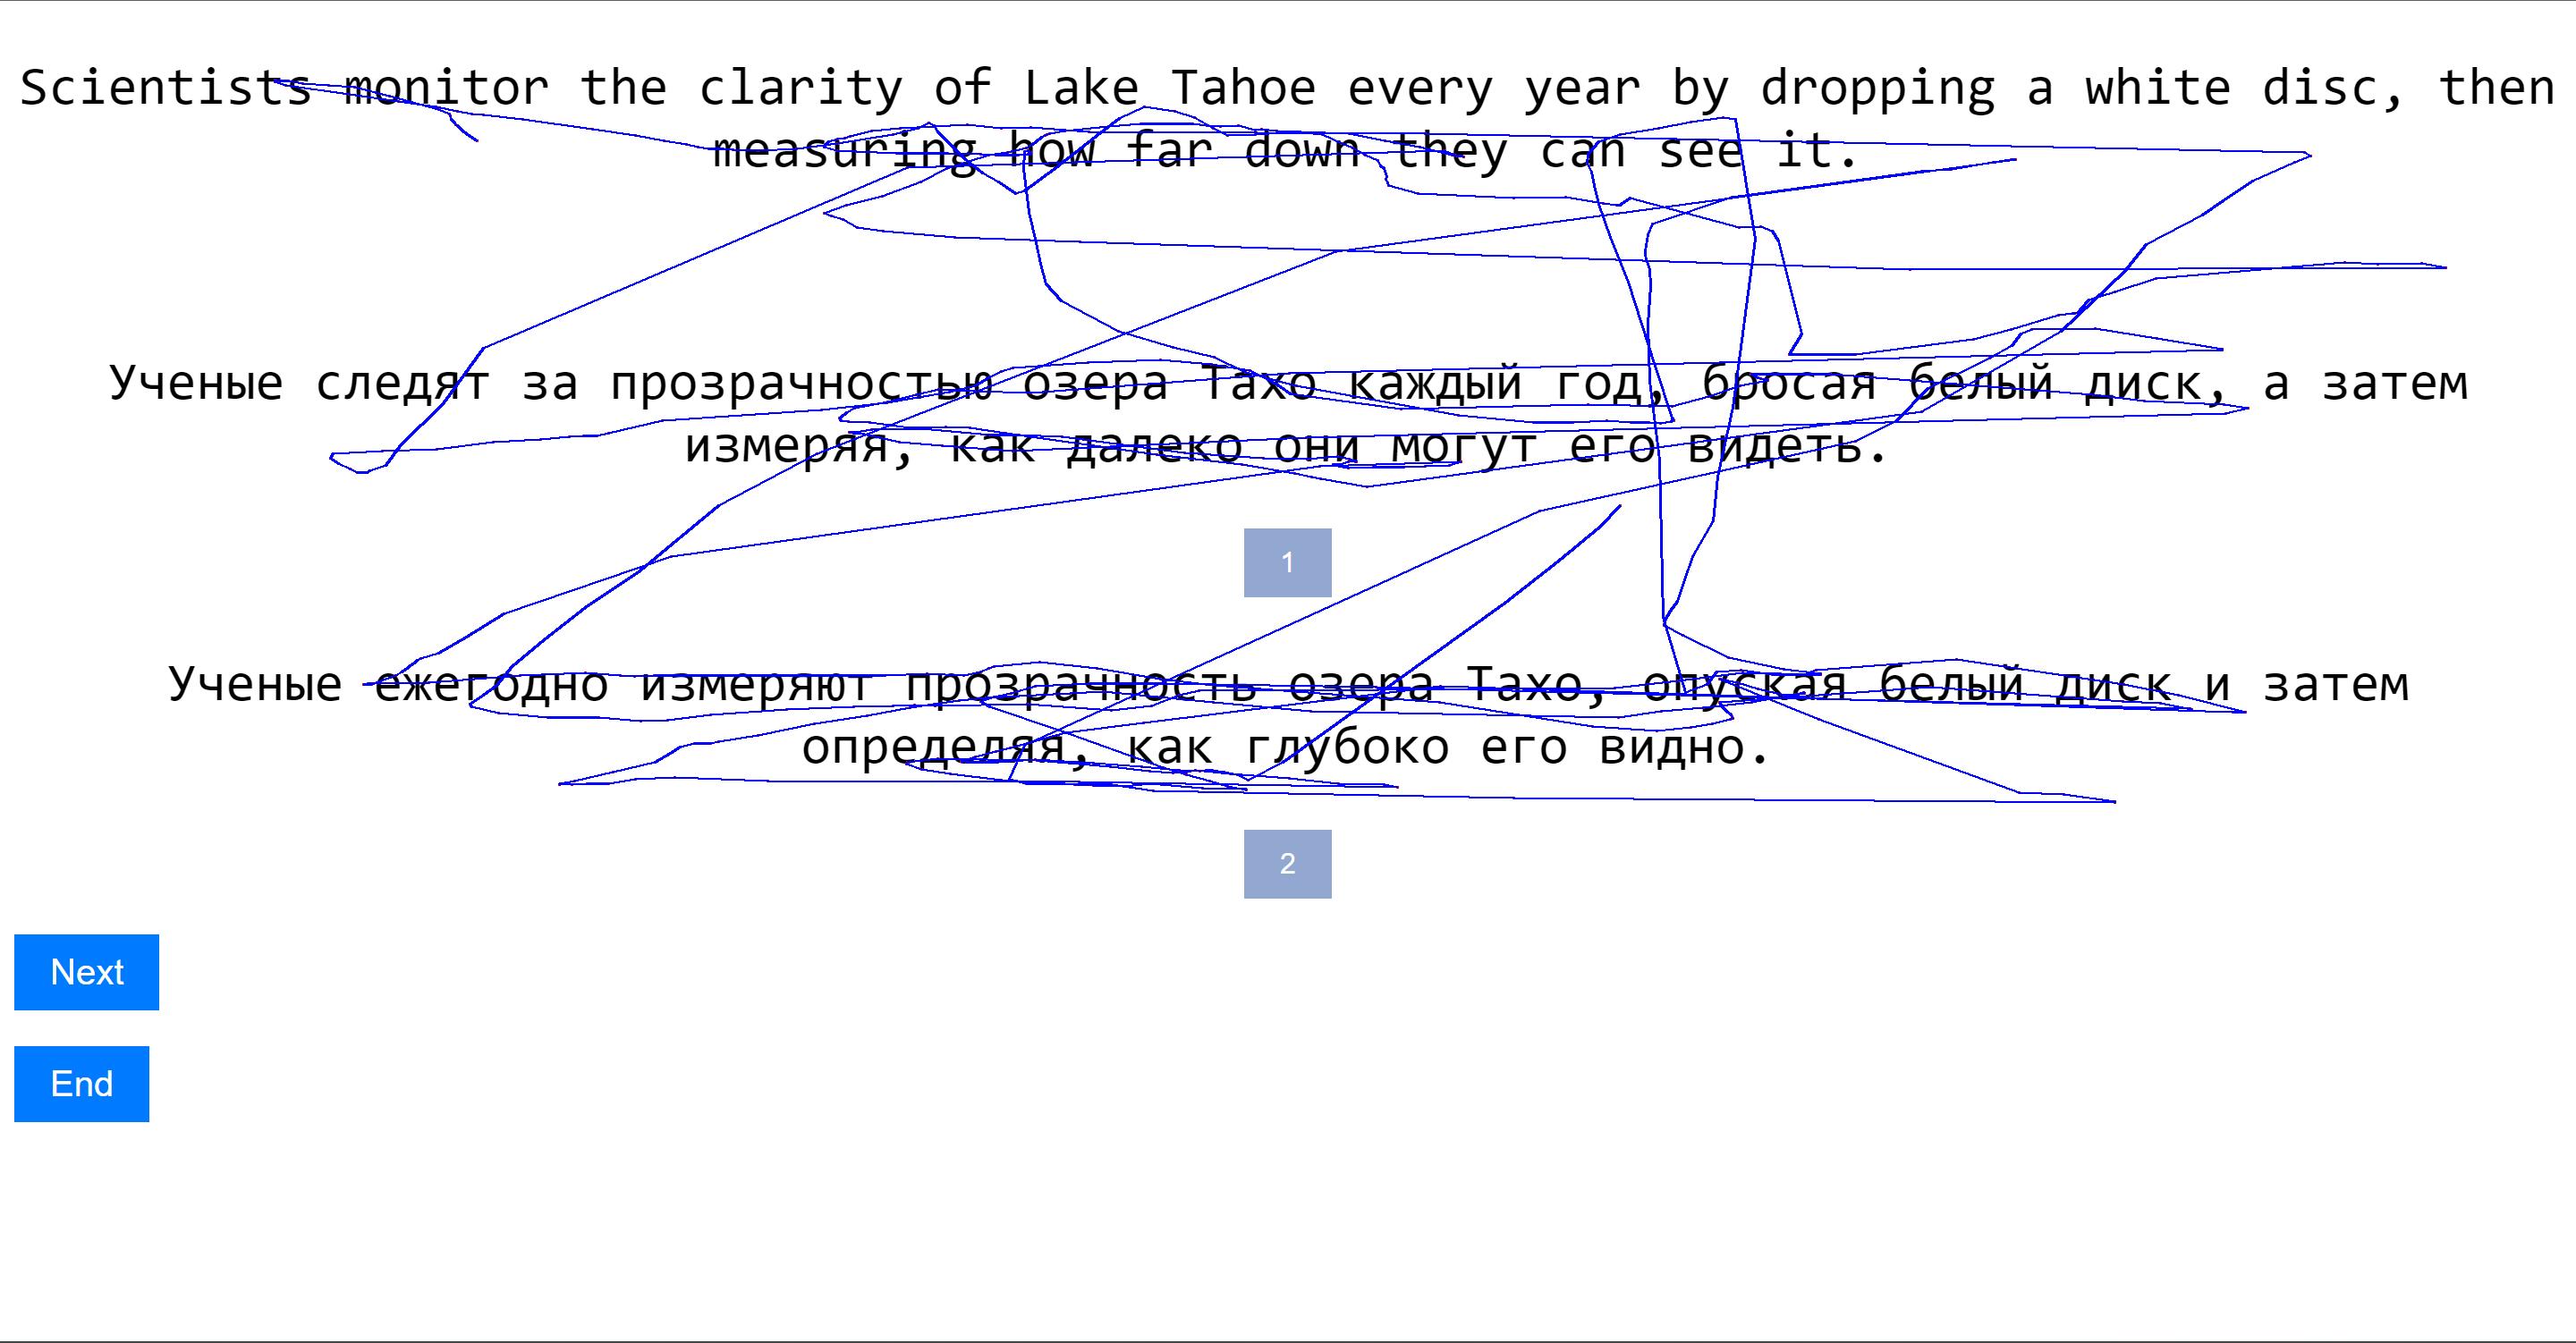 Scientists monitor the clarity of Lake Tahoe every year by dropping a white disc, then
measuring how far down they can see it.
Ученые следят за прозрачностью озера Тахо каждый год, бросая белый диск, а затем
измеряя, как далеко они могут его видеть.
1
Ученые ежегодно измеряют прозрачность озера Тахо, опуская белый диск и затем
определяя, как глубоко его видно.
2
Next
End